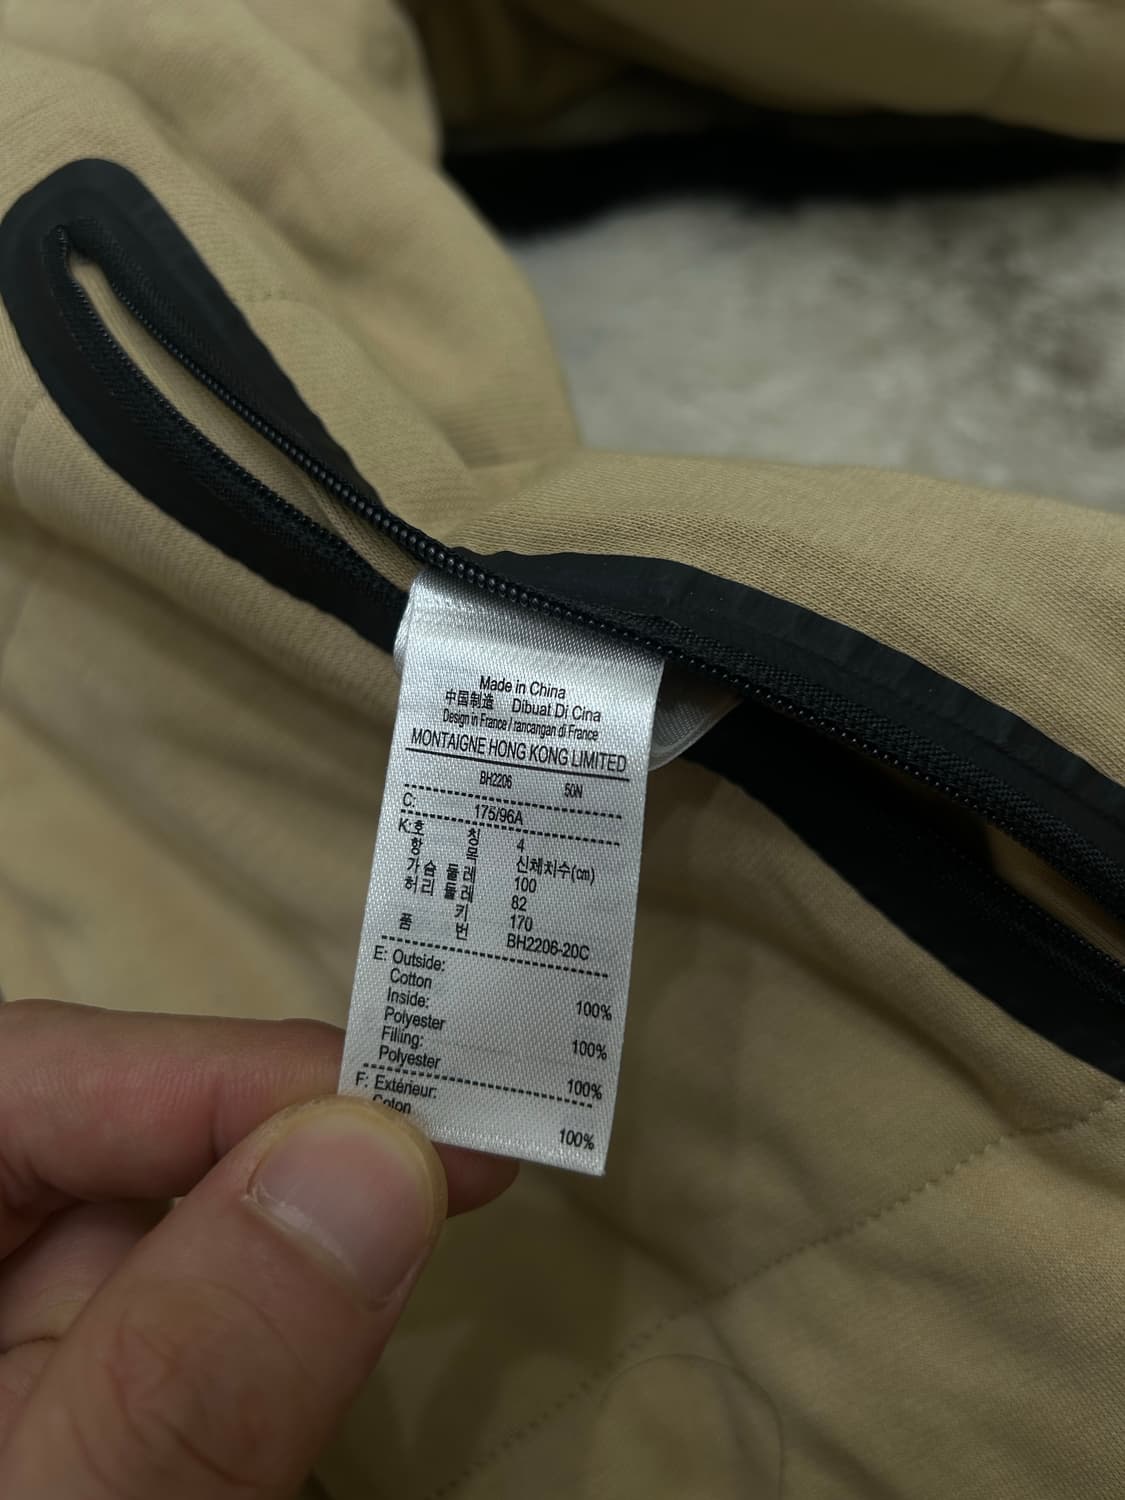 Made in China
中国制造 Dibuat Di Cina
Design in France / rancangan di France
MONTAIGNE HONG KONG LIMITED
BH2206 50N
C: 175/96A
K:호 칭 4
항 목 신체치수(cm)
가슴 둘레 100
허리 둘레 82
키 170
품 번 BH2206-20C
E: Outside:
Cotton 100%
Inside:
Polyester 100%
Filling:
Polyester 100%
F: Extérieur:
Coton 100%